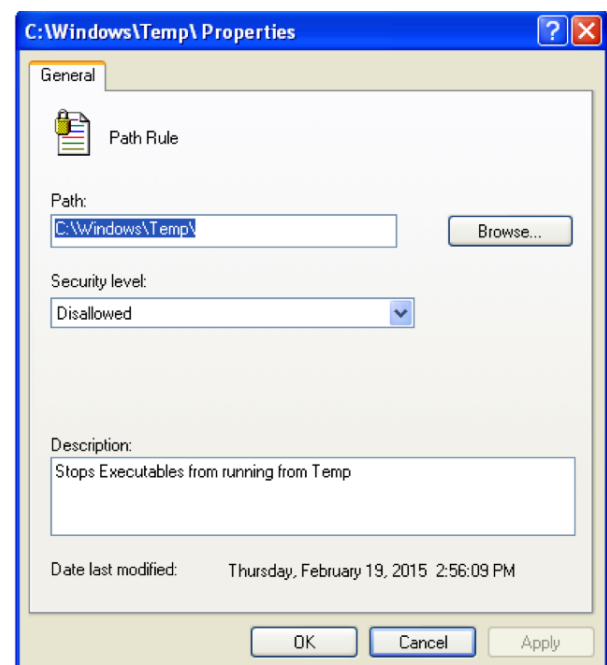 C:\Windows\Temp\ Properties
General
Path Rule
Path:
C:\Windows\Temp\
Browse...
Security level:
Disallowed
Description:
Stops Executables from running from Temp
Date last modified: Thursday, February 19, 2015 2:56:09 PM
OK Cancel Apply